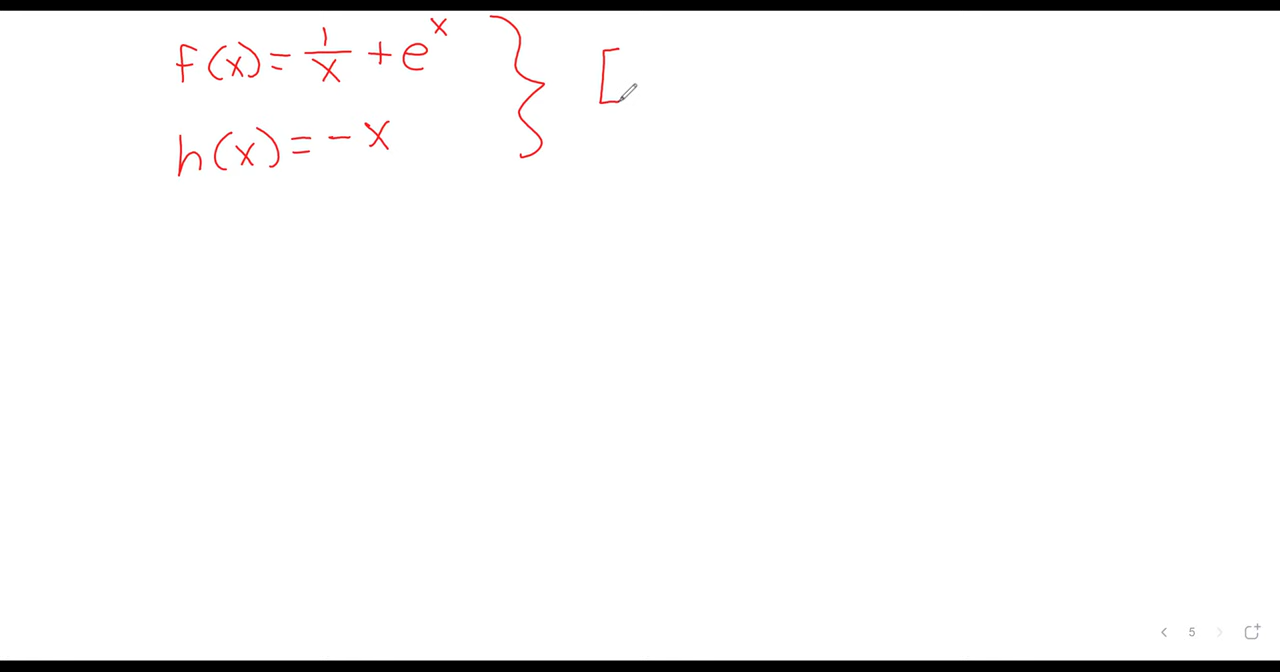 f(x) = 1/x + e^x } [
h(x) = - x
5